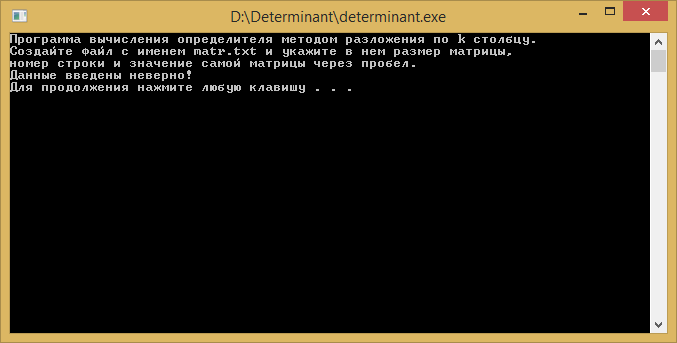 D:\Determinant\determinant.exe
Программа вычисления определителя методом разложения по k столбцу.
Создайте файл с именем matr.txt и укажите в нем размер матрицы,
номер строки и значение самой матрицы через пробел.
Данные введены неверно!
Для продолжения нажмите любую клавишу . . .